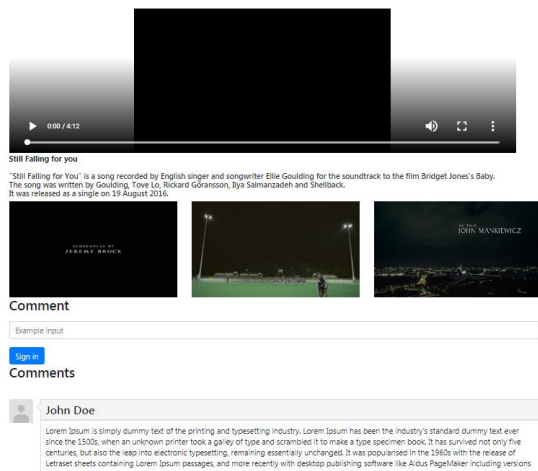 0:00 / 4:12
Still Falling for you
"Still Falling for You" is a song recorded by English singer and songwriter Ellie Goulding for the soundtrack to the film Bridget Jones's Baby.
The song was written by Goulding, Tove Lo, Rickard Göransson, Ilya Salmanzadeh and Shellback.
It was released as a single on 19 August 2016.
SCREENPLAY BY
JEREMY BROCK
JOHN MANKIEWICZ
Comment
Example input
Sign in
Comments
John Doe
Lorem Ipsum is simply dummy text of the printing and typesetting industry. Lorem Ipsum has been the industry's standard dummy text ever
since the 1500s, when an unknown printer took a galley of type and scrambled it to make a type specimen book. It has survived not only five
centuries, but also the leap into electronic typesetting, remaining essentially unchanged. It was popularised in the 1960s with the release of
Letraset sheets containing Lorem Ipsum passages, and more recently with desktop publishing software like Aldus PageMaker including versions